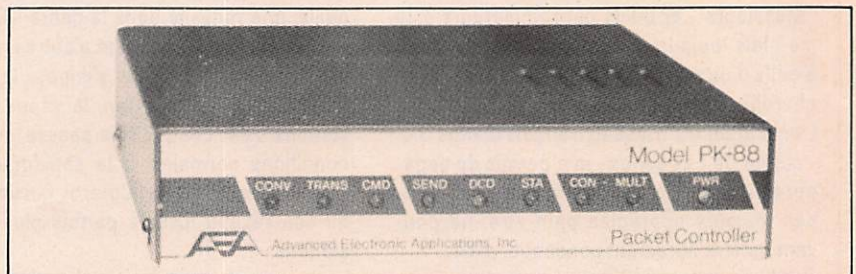 Model PK-88
CONV TRANS CMD SEND DCD STA CON MULT PWR
AEA Advanced Electronic Applications, Inc.
Packet Controller